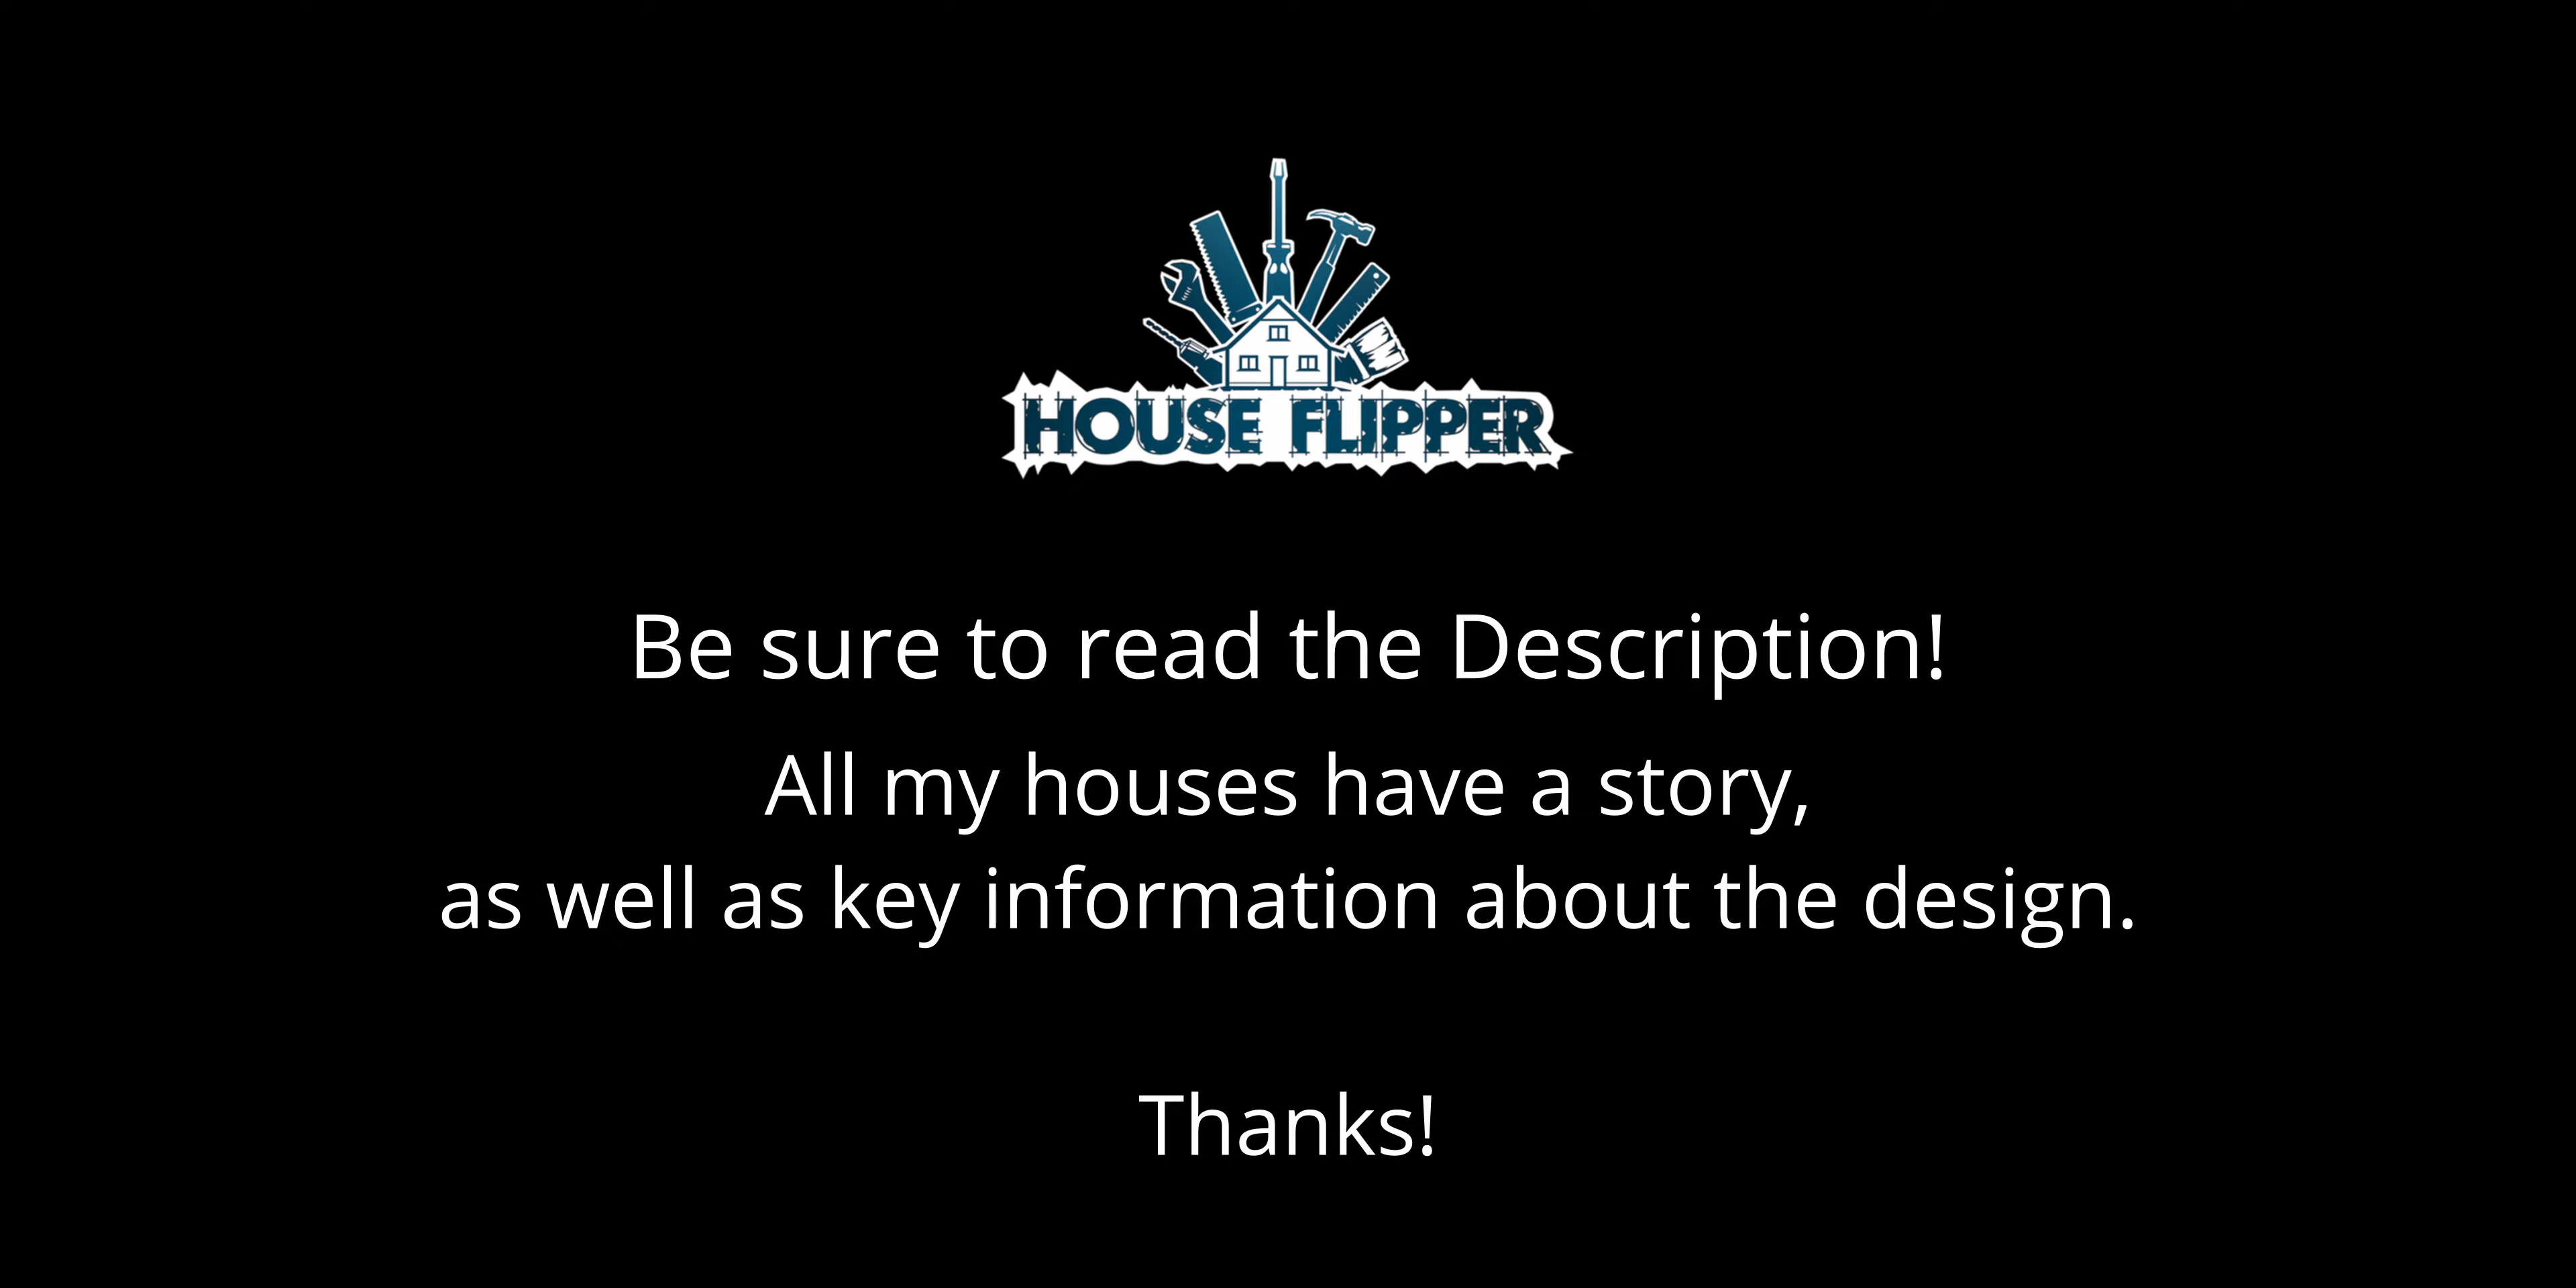 HOUSE FLIPPER
Be sure to read the Description!
All my houses have a story,
as well as key information about the design.
Thanks!